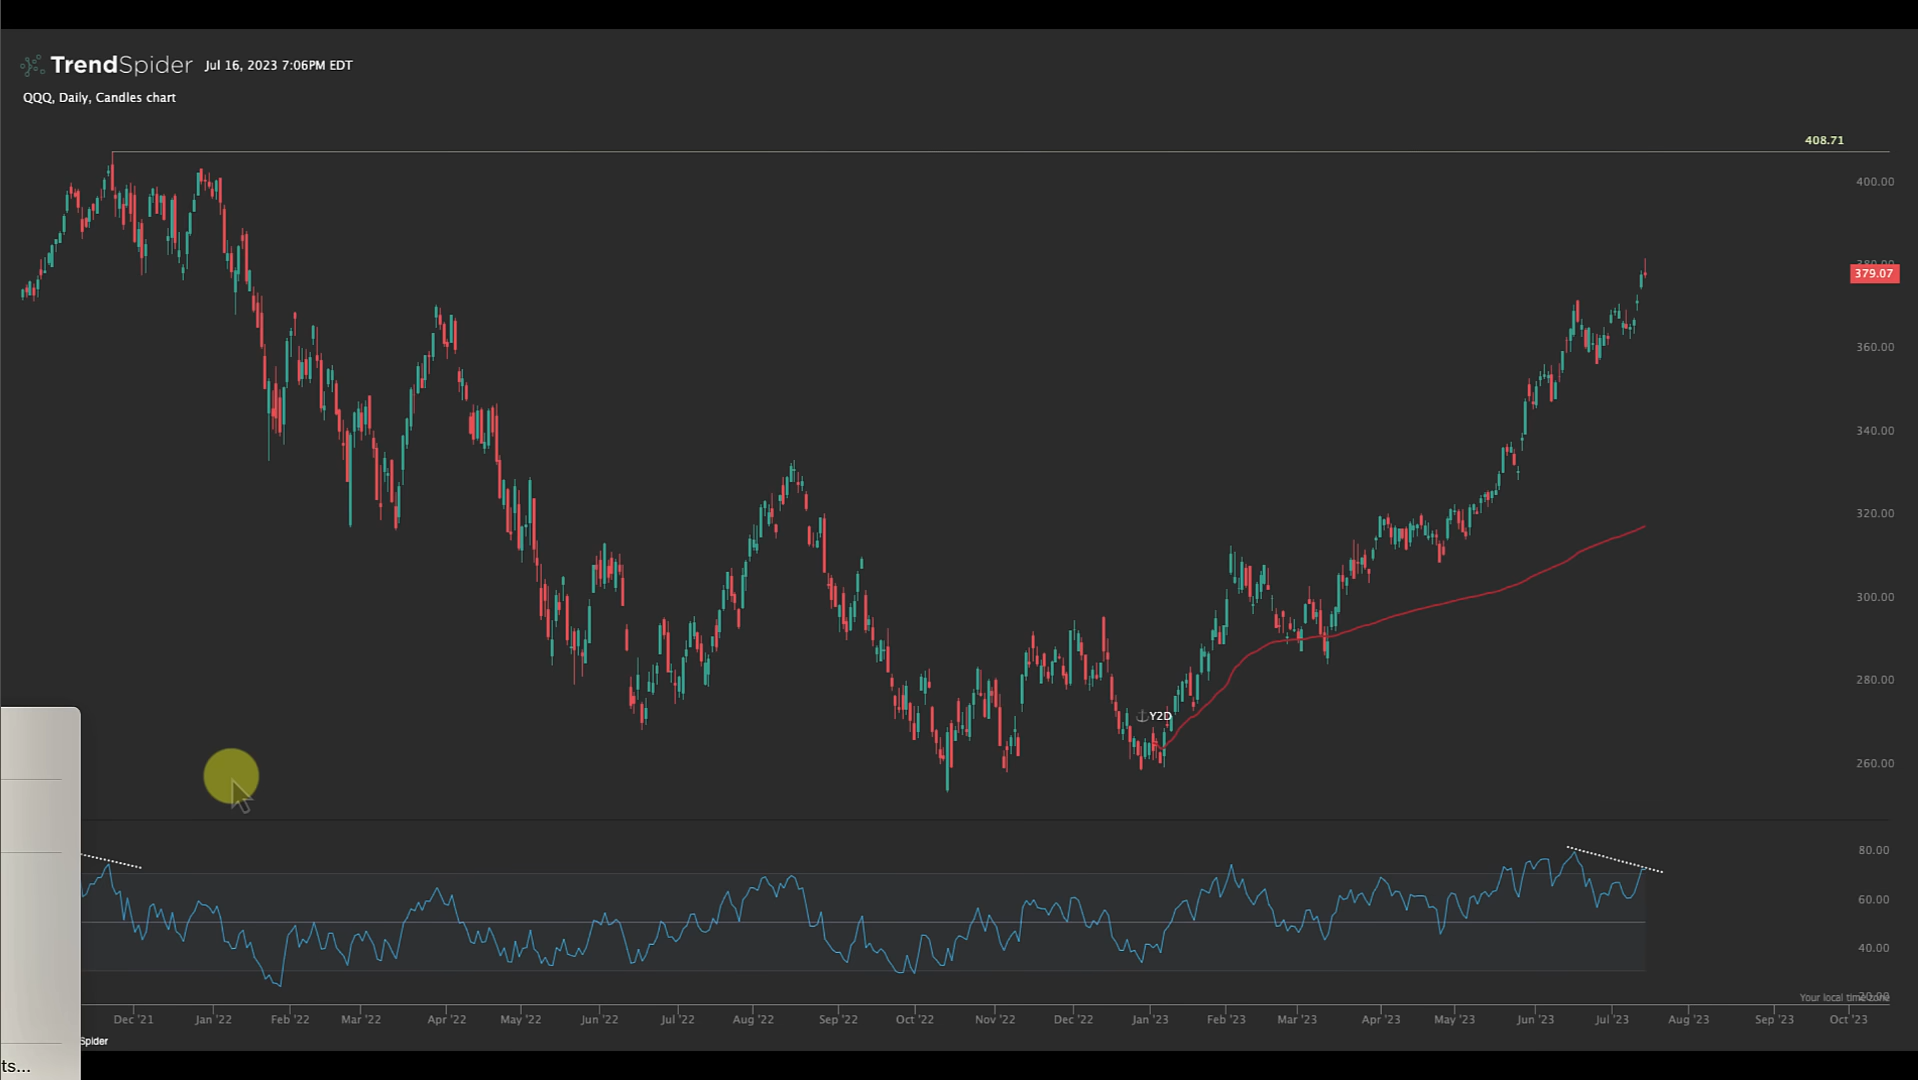 TrendSpider Jul 16, 2023 7:06PM EDT
QQQ, Daily, Candles chart
408.71
400.00
380.00
379.07
360.00
340.00
320.00
300.00
280.00
⚓Y2D
260.00
80.00
60.00
40.00
20.00
Your local time zone
Dec '21 Jan '22 Feb '22 Mar '22 Apr '22 May '22 Jun '22 Jul '22 Aug '22 Sep '22 Oct '22 Nov '22 Dec '22 Jan '23 Feb '23 Mar '23 Apr '23 May '23 Jun '23 Jul '23 Aug '23 Sep '23 Oct '23
Spider
ts...